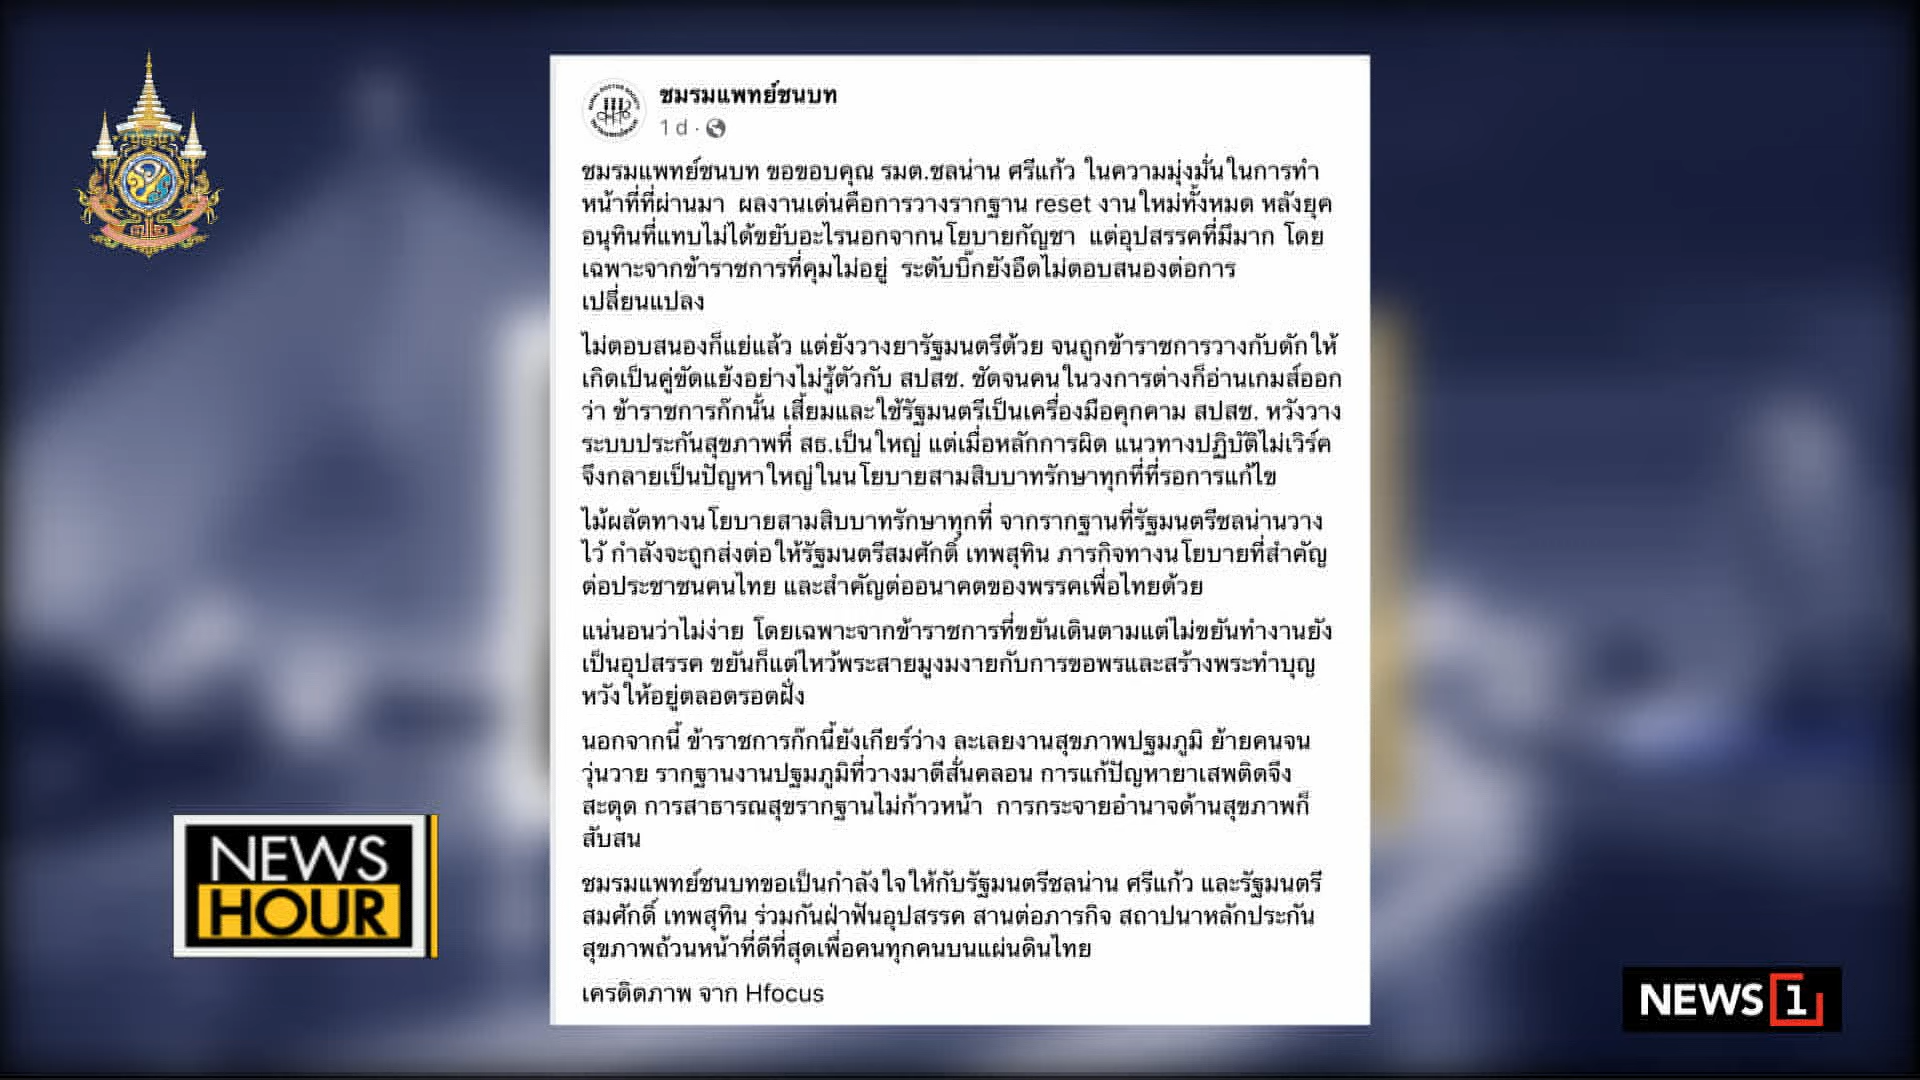 ชมรมแพทย์ชนบท
1 d
ชมรมแพทย์ชนบท ขอขอบคุณ รมต.ชลน่าน ศรีแก้ว ในความมุ่งมั่นในการทำ
หน้าที่ที่ผ่านมา ผลงานเด่นคือการวางรากฐาน reset งานใหม่ทั้งหมด หลังยุค
อนุทินที่แทบไม่ได้ขยับอะไรนอกจากนโยบายกัญชา แต่อุปสรรคที่มีมาก โดย
เฉพาะจากข้าราชการที่คุมไม่อยู่ ระดับบิ๊กยังอืดไม่ตอบสนองต่อการ
เปลี่ยนแปลง
ไม่ตอบสนองก็แย่แล้ว แต่ยังวางยารัฐมนตรีด้วย จนถูกข้าราชการวางกับดักให้
เกิดเป็นคู่ขัดแย้งอย่างไม่รู้ตัวกับ สปสช. ชัดจนคนในวงการต่างก็อ่านเกมส์ออก
ว่า ข้าราชการก๊กนั้น เสี้ยมและใช้รัฐมนตรีเป็นเครื่องมือคุกคาม สปสช. หวังวาง
ระบบประกันสุขภาพที่ สธ.เป็นใหญ่ แต่เมื่อหลักการผิด แนวทางปฏิบัติไม่เวิร์ค
จึงกลายเป็นปัญหาใหญ่ในนโยบายสามสิบบาทรักษาทุกที่ที่รอการแก้ไข
ไม้ผลัดทางนโยบายสามสิบบาทรักษาทุกที่ จากรากฐานที่รัฐมนตรีชลน่านวาง
ไว้ กำลังจะถูกส่งต่อให้รัฐมนตรีสมศักดิ์ เทพสุทิน ภารกิจทางนโยบายที่สำคัญ
ต่อประชาชนคนไทย และสำคัญต่ออนาคตของพรรคเพื่อไทยด้วย
แน่นอนว่าไม่ง่าย โดยเฉพาะจากข้าราชการที่ขยันเดินตามแต่ไม่ขยันทำงานยัง
เป็นอุปสรรค ขยันก็แต่ไหว้พระสายมูงมงายกับการขอพรและสร้างพระทำบุญ
หวังให้อยู่ตลอดรอดฝั่ง
นอกจากนี้ ข้าราชการก๊กนี้ยังเกียร์ว่าง ละเลยงานสุขภาพปฐมภูมิ ย้ายคนจน
วุ่นวาย รากฐานงานปฐมภูมิที่วางมาดีสั่นคลอน การแก้ปัญหายาเสพติดจึง
สะดุด การสาธารณสุขรากฐานไม่ก้าวหน้า การกระจายอำนาจด้านสุขภาพก็
สับสน
ชมรมแพทย์ชนบทขอเป็นกำลังใจให้กับรัฐมนตรีชลน่าน ศรีแก้ว และรัฐมนตรี
สมศักดิ์ เทพสุทิน ร่วมกันฝ่าฟันอุปสรรค สานต่อภารกิจ สถาปนาหลักประกัน
สุขภาพถ้วนหน้าที่ดีที่สุดเพื่อคนทุกคนบนแผ่นดินไทย
เครดิตภาพ จาก Hfocus
NEWS
HOUR
NEWS 1